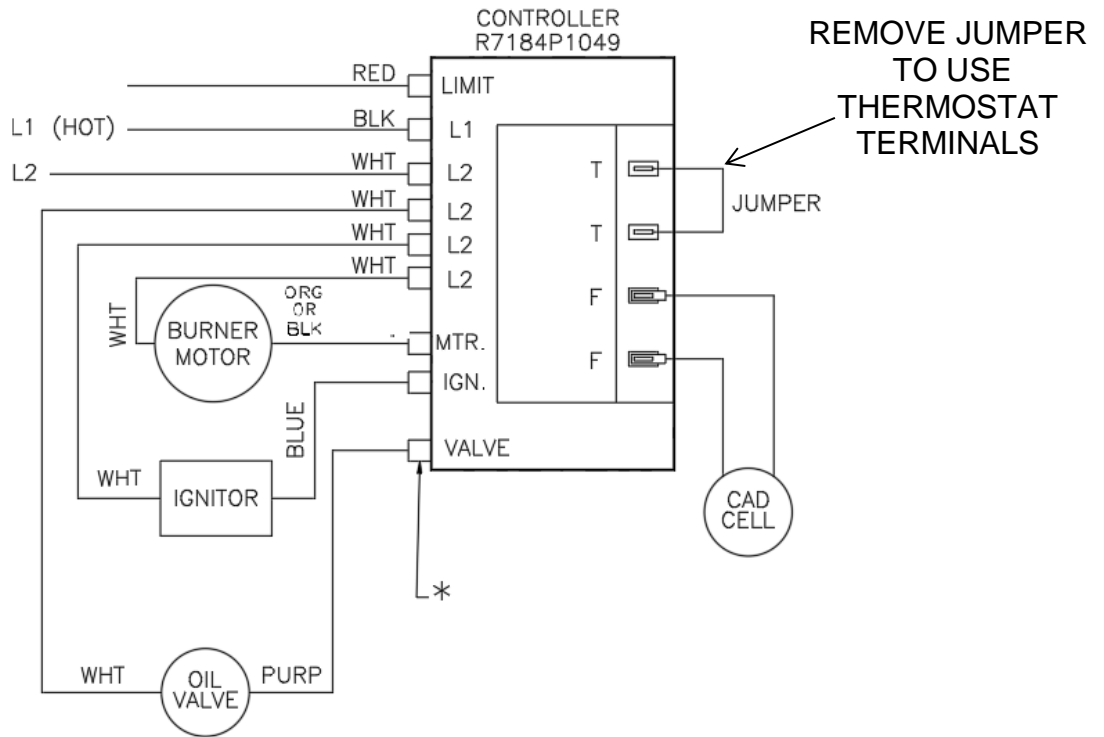 CONTROLLER
R7184P1049
REMOVE JUMPER
TO USE
THERMOSTAT
TERMINALS
RED
LIMIT
L1 (HOT)
BLK
L1
L2
WHT
L2
WHT
L2
WHT
L2
WHT
L2
T
JUMPER
T
F
F
WHT
BURNER
MOTOR
ORG
OR
BLK
MTR.
IGN.
BLUE
VALVE
WHT
IGNITOR
CAD
CELL
*
WHT
OIL
VALVE
PURP